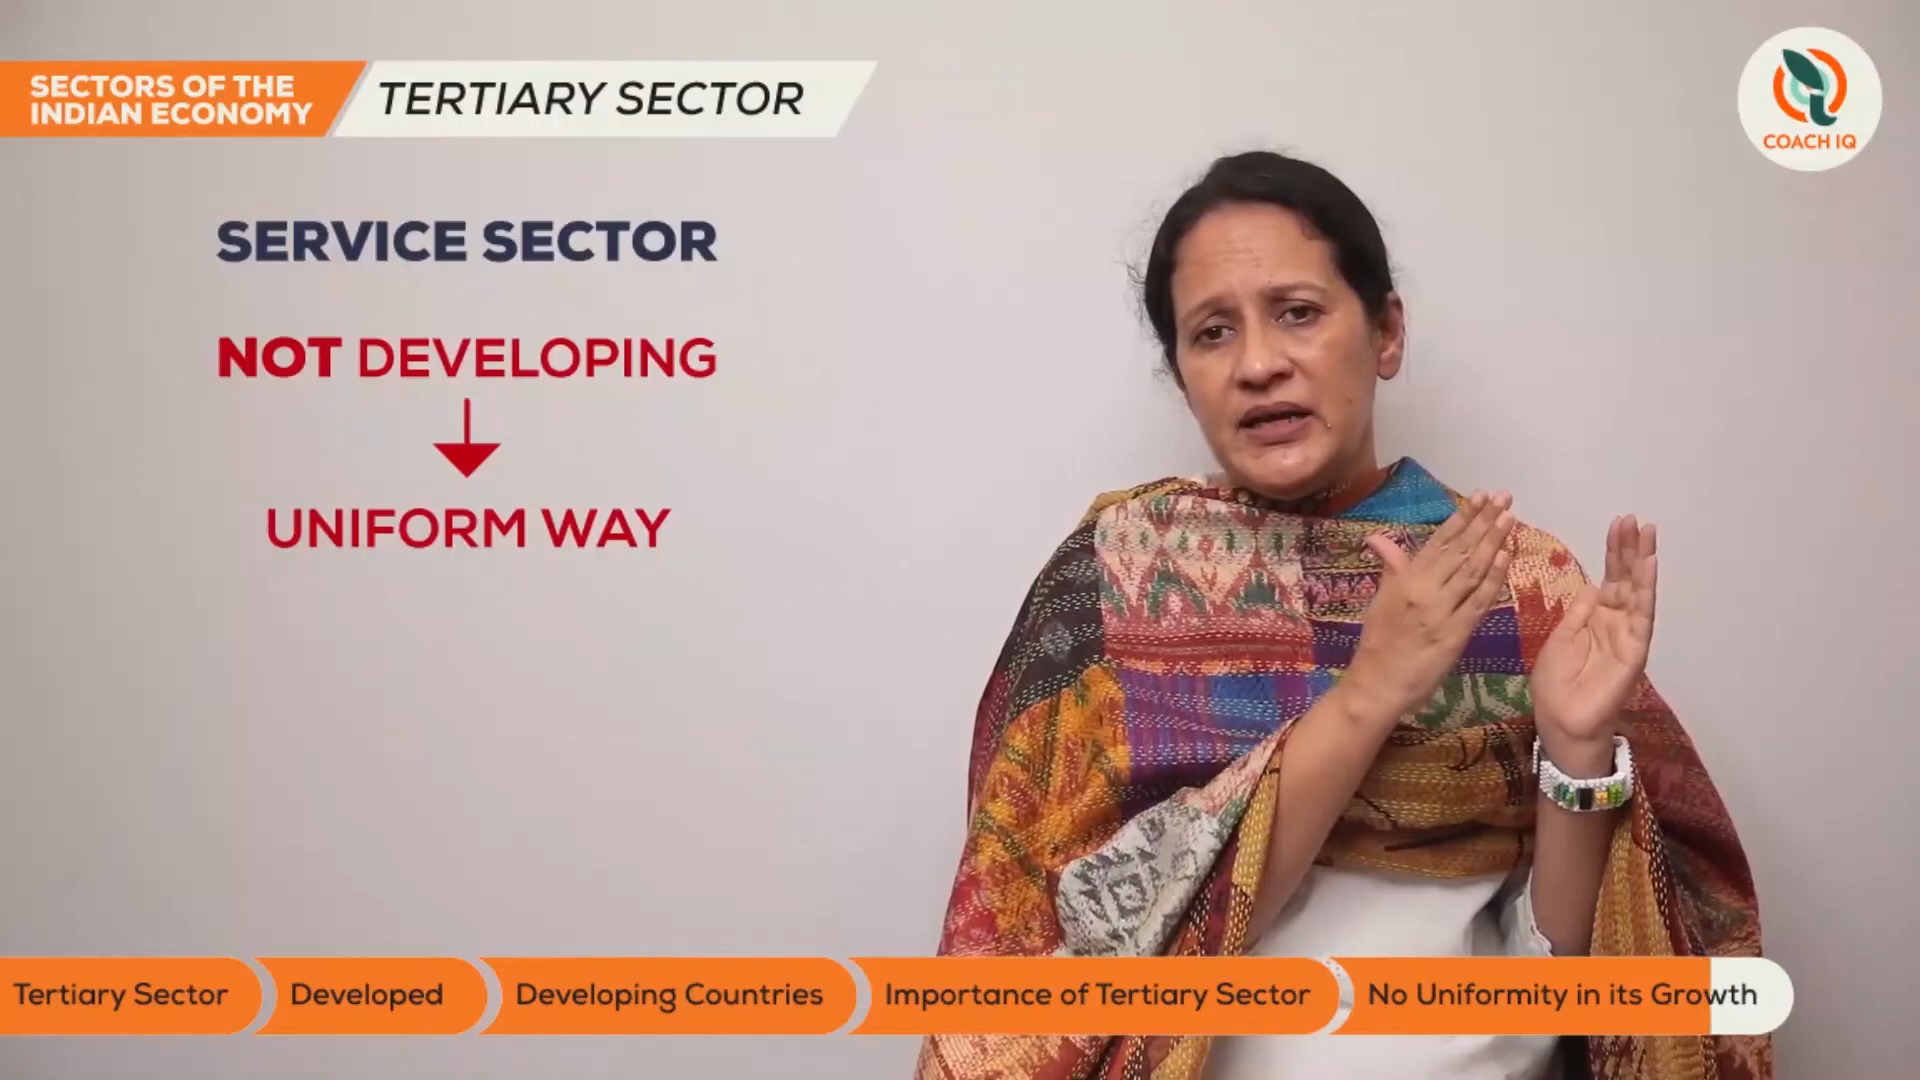 SECTORS OF THE
INDIAN ECONOMY
TERTIARY SECTOR
COACH IQ
SERVICE SECTOR
NOT DEVELOPING
UNIFORM WAY
Tertiary Sector
Developed
Developing Countries
Importance of Tertiary Sector
No Uniformity in its Growth